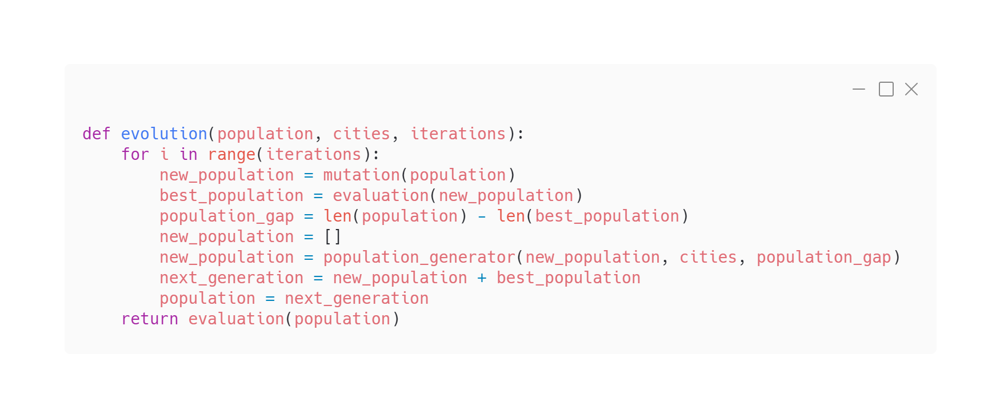 def evolution(population, cities, iterations):
    for i in range(iterations):
        new_population = mutation(population)
        best_population = evaluation(new_population)
        population_gap = len(population) - len(best_population)
        new_population = []
        new_population = population_generator(new_population, cities, population_gap)
        next_generation = new_population + best_population
        population = next_generation
    return evaluation(population)